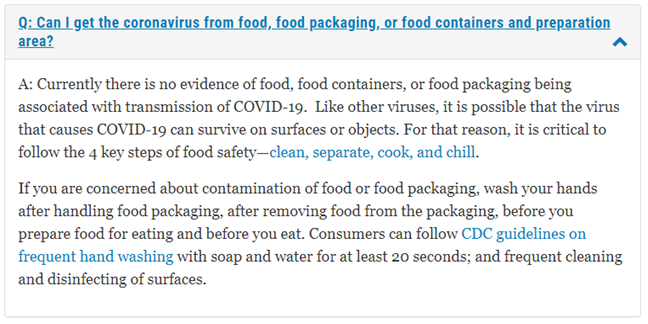 Q: Can I get the coronavirus from food, food packaging, or food containers and preparation
area?
A: Currently there is no evidence of food, food containers, or food packaging being
associated with transmission of COVID-19.  Like other viruses, it is possible that the virus
that causes COVID-19 can survive on surfaces or objects. For that reason, it is critical to
follow the 4 key steps of food safety—clean, separate, cook, and chill.
If you are concerned about contamination of food or food packaging, wash your hands
after handling food packaging, after removing food from the packaging, before you
prepare food for eating and before you eat. Consumers can follow CDC guidelines on
frequent hand washing with soap and water for at least 20 seconds; and frequent cleaning
and disinfecting of surfaces.